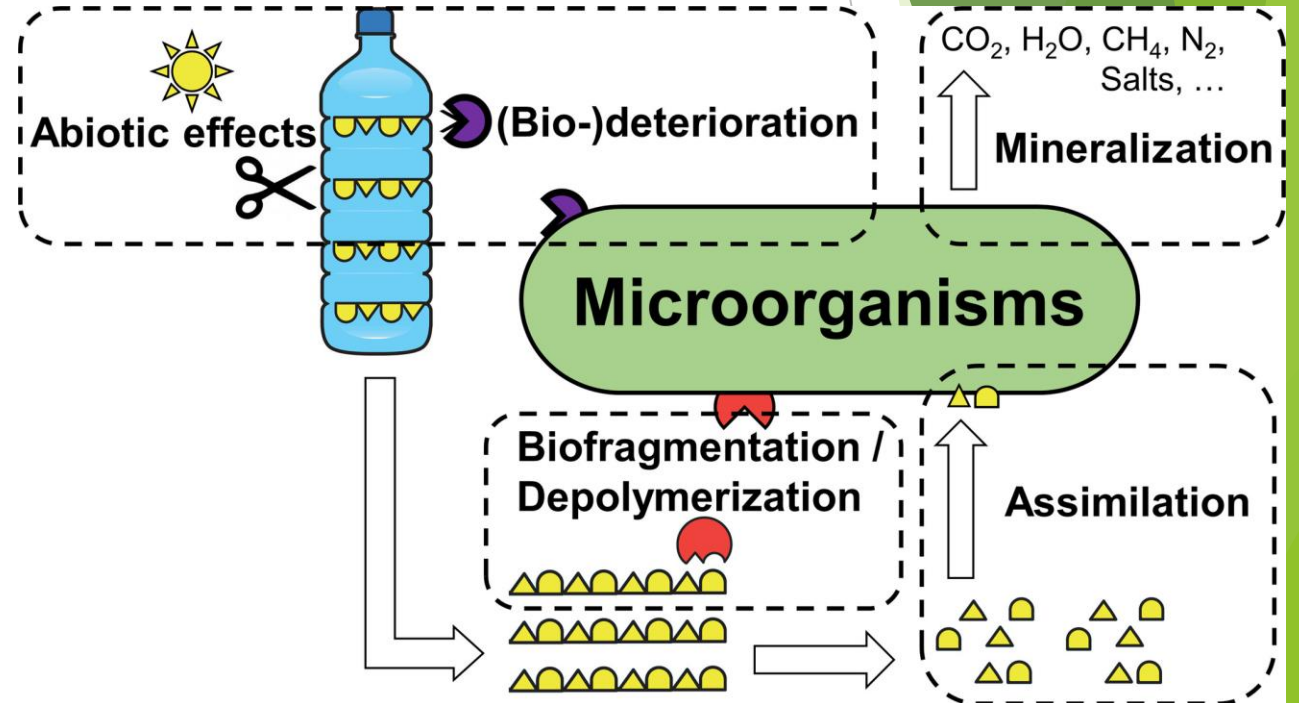 Abiotic effects
(Bio-)deterioration
CO₂, H₂O, CH₄, N₂,
Salts, ...
Mineralization
Microorganisms
Biofragmentation /
Depolymerization
Assimilation